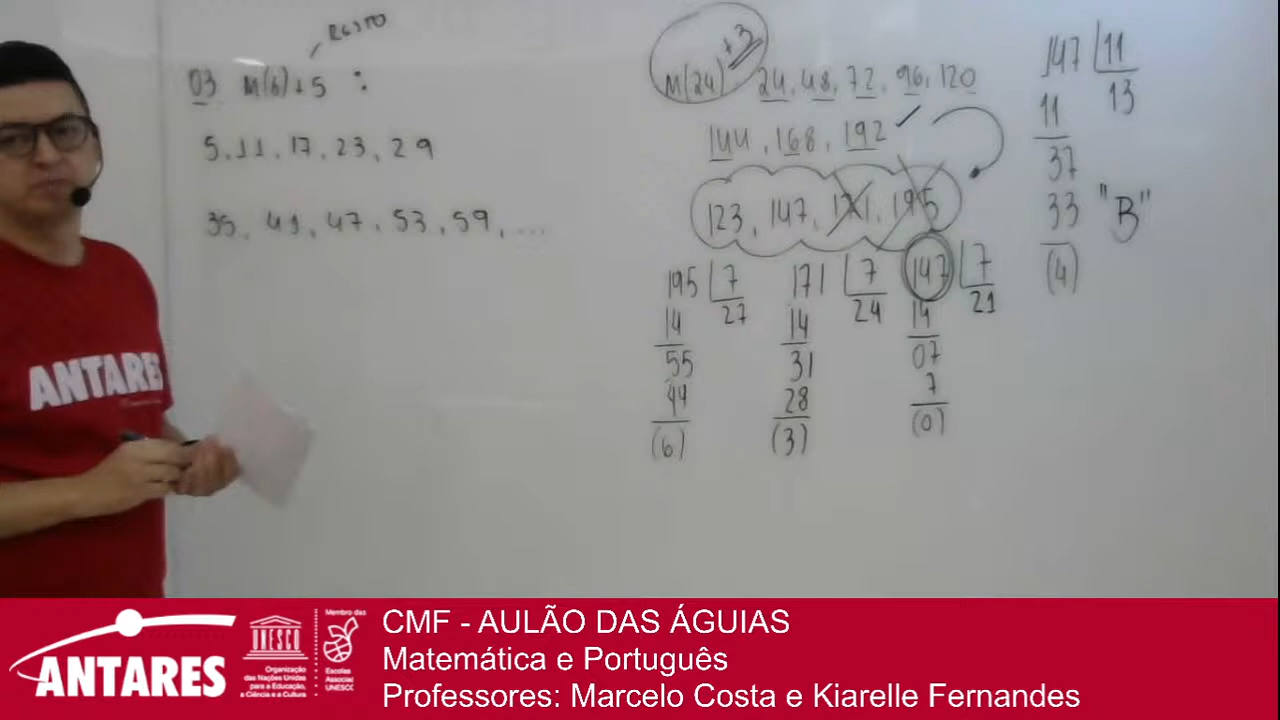 RESTO
03 M(6)+5 :
5, 11, 17, 23, 29
35, 41, 47, 53, 59, ...
M(24)+3
24, 48, 72, 96, 120
144, 168, 192
123, 147, 171, 195
195 7
14 27
55
44
(6)
171 7
14 24
31
28
(3)
147 7
14 21
07
7
(0)
147 11
11 13
37
33
(4)
"B"
ANTARES
ANTARES
UNESCO
Organização
das Nações Unidas
para a Educação,
a Ciência e a Cultura
Membro das
Escolas
Associadas
UNESCO
CMF - AULÃO DAS ÁGUIAS
Matemática e Português
Professores: Marcelo Costa e Kiarelle Fernandes